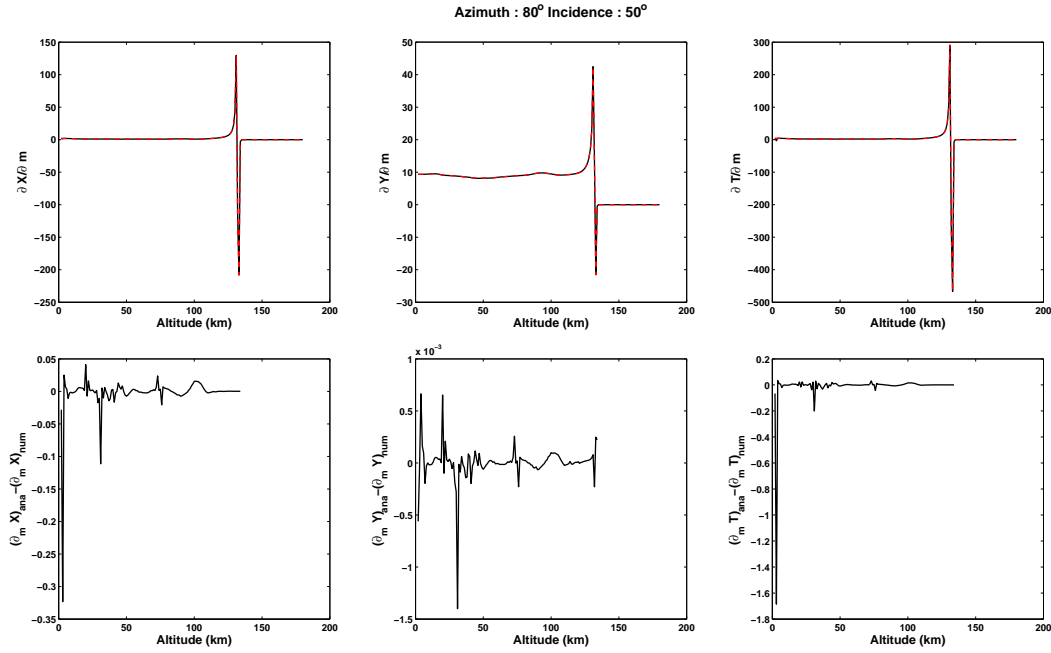 Azimuth : 80° Incidence : 50°
150
100
50
0
−50
−100
−150
−200
−250
∂ X/∂ m
0 50 100 150 200
Altitude (km)
50
40
30
20
10
0
−10
−20
−30
∂ Y/∂ m
0 50 100 150 200
Altitude (km)
300
200
100
0
−100
−200
−300
−400
−500
∂ T/∂ m
0 50 100 150 200
Altitude (km)
0.05
0
−0.05
−0.1
−0.15
−0.2
−0.25
−0.3
−0.35
(∂m X)ana−(∂m X)num
0 50 100 150 200
Altitude (km)
x 10−3
1
0.5
0
−0.5
−1
−1.5
(∂m Y)ana−(∂m Y)num
0 50 100 150 200
Altitude (km)
0.2
0
−0.2
−0.4
−0.6
−0.8
−1
−1.2
−1.4
−1.6
−1.8
(∂m T)ana−(∂m T)num
0 50 100 150 200
Altitude (km)